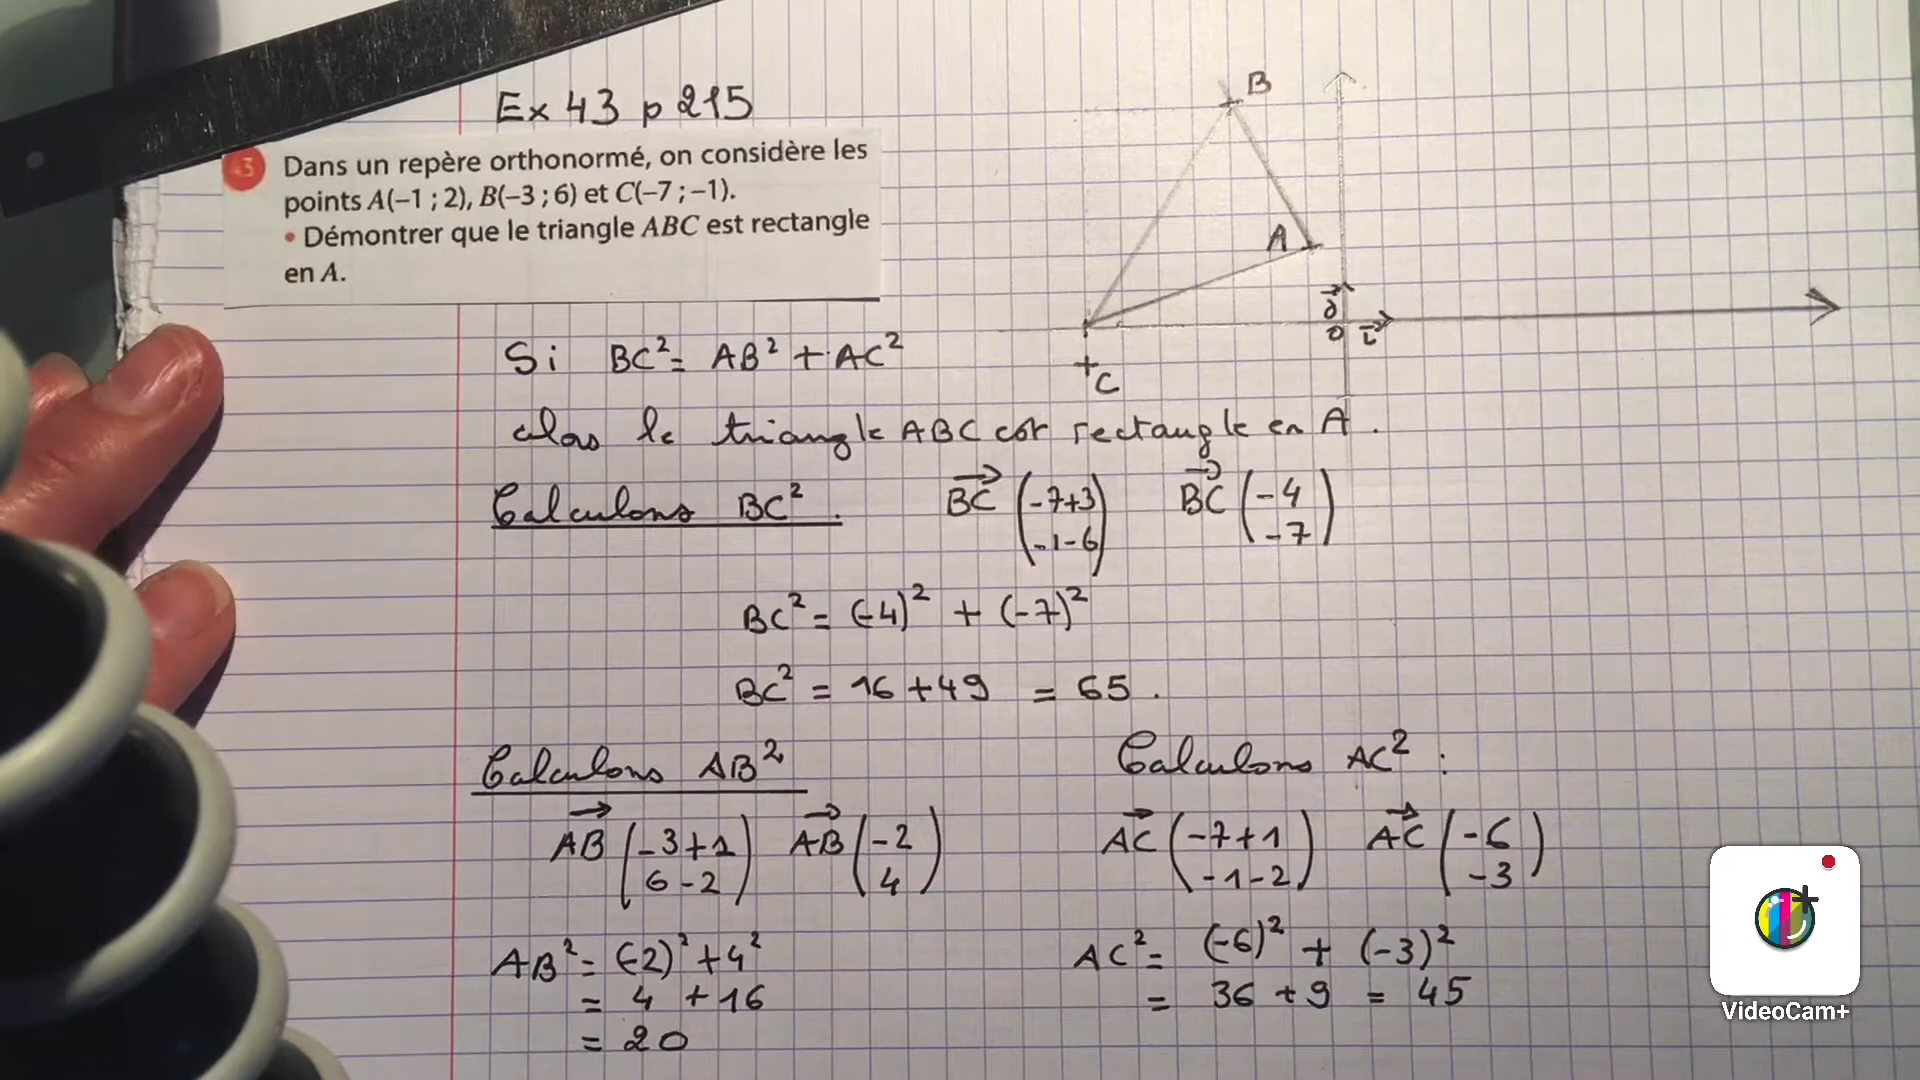 Ex 43 p 215
3 Dans un repère orthonormé, on considère les
points A(−1 ; 2), B(−3 ; 6) et C(−7 ; −1).
• Démontrer que le triangle ABC est rectangle
en A.
B
A
C
j⃗
O i⃗
Si BC² = AB² + AC²
alors le triangle ABC est rectangle en A.
Calculons BC². BC⃗ (-7+3 ; -1-6) BC⃗ (-4 ; -7)
BC² = (-4)² + (-7)²
BC² = 16 + 49 = 65.
Calculons AB²
AB⃗ (-3+1 ; 6-2) AB⃗ (-2 ; 4)
AB² = (-2)² + 4²
= 4 + 16
= 20
Calculons AC² :
AC⃗ (-7+1 ; -1-2) AC⃗ (-6 ; -3)
AC² = (-6)² + (-3)²
= 36 + 9 = 45
VideoCam+